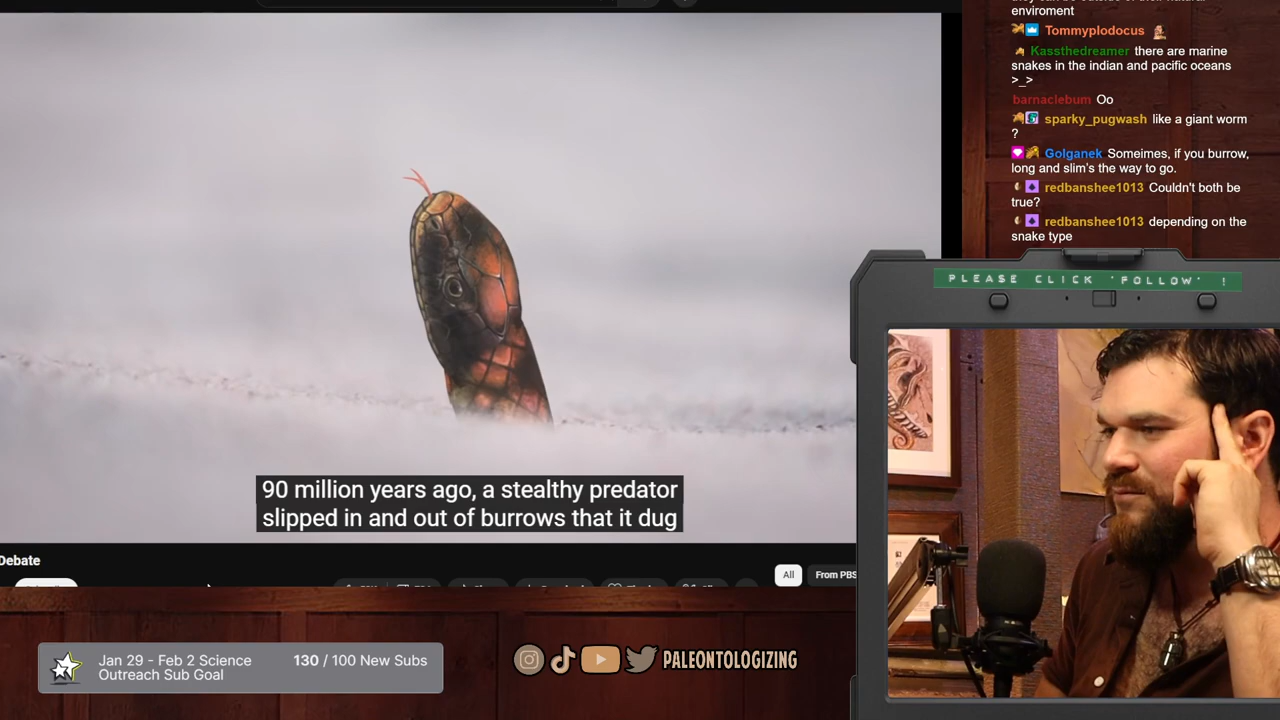 enviroment
Tommyplodocus
Kassthedreamer there are marine
snakes in the indian and pacific oceans
>_>
barnaclebum Oo
sparky_pugwash like a giant worm
?
Golganek Someimes, if you burrow,
long and slim's the way to go.
redbanshee1013 Couldn't both be
true?
redbanshee1013 depending on the
snake type
PLEASE CLICK 'FOLLOW' !
90 million years ago, a stealthy predator
slipped in and out of burrows that it dug
Debate
All
From PBS
Jan 29 - Feb 2 Science
Outreach Sub Goal
130 / 100 New Subs
PALEONTOLOGIZING